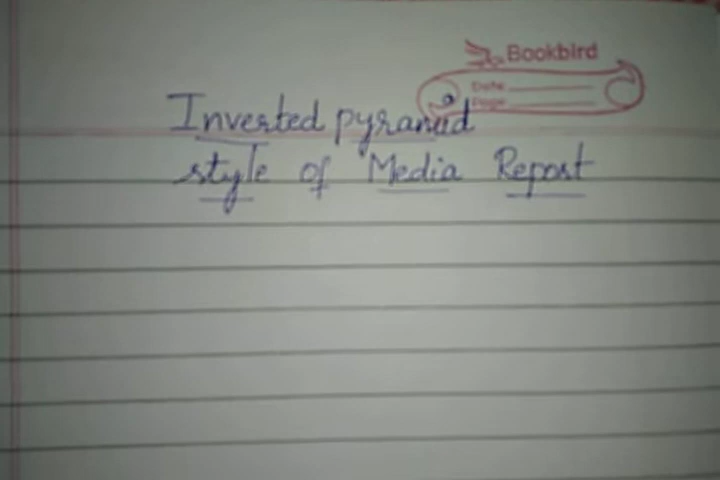 Bookbird
Date
Page
Inverted pyramid
style of Media Report